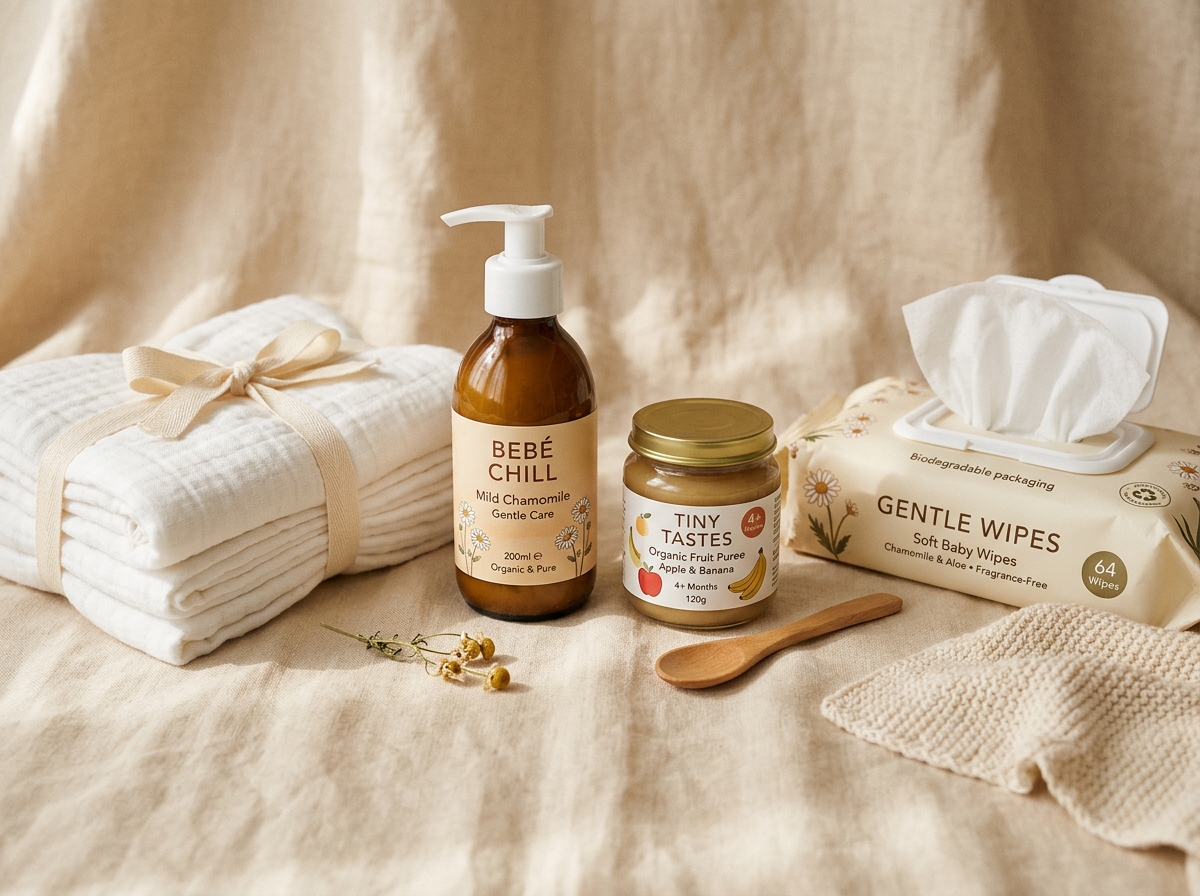 BEBÉ
CHILL
Mild Chamomile
Gentle Care
200ml ℮
Organic & Pure
TINY
TASTES
4+
Organic Fruit Puree
Apple & Banana
4+ Months
120g
Biodegradable packaging
GENTLE WIPES
Soft Baby Wipes
Chamomile & Aloe • Fragrance-Free
64
Wipes